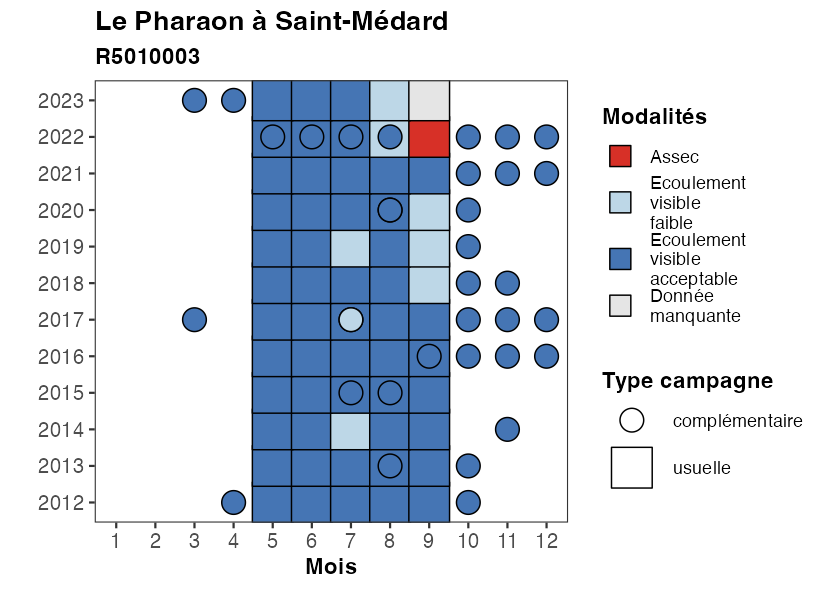 Le Pharaon à Saint-Médard
R5010003
2023
2022
2021
2020
2019
2018
2017
2016
2015
2014
2013
2012
1 2 3 4 5 6 7 8 9 10 11 12
Mois
Modalités
Assec
Ecoulement
visible
faible
Ecoulement
visible
acceptable
Donnée
manquante
Type campagne
complémentaire
usuelle